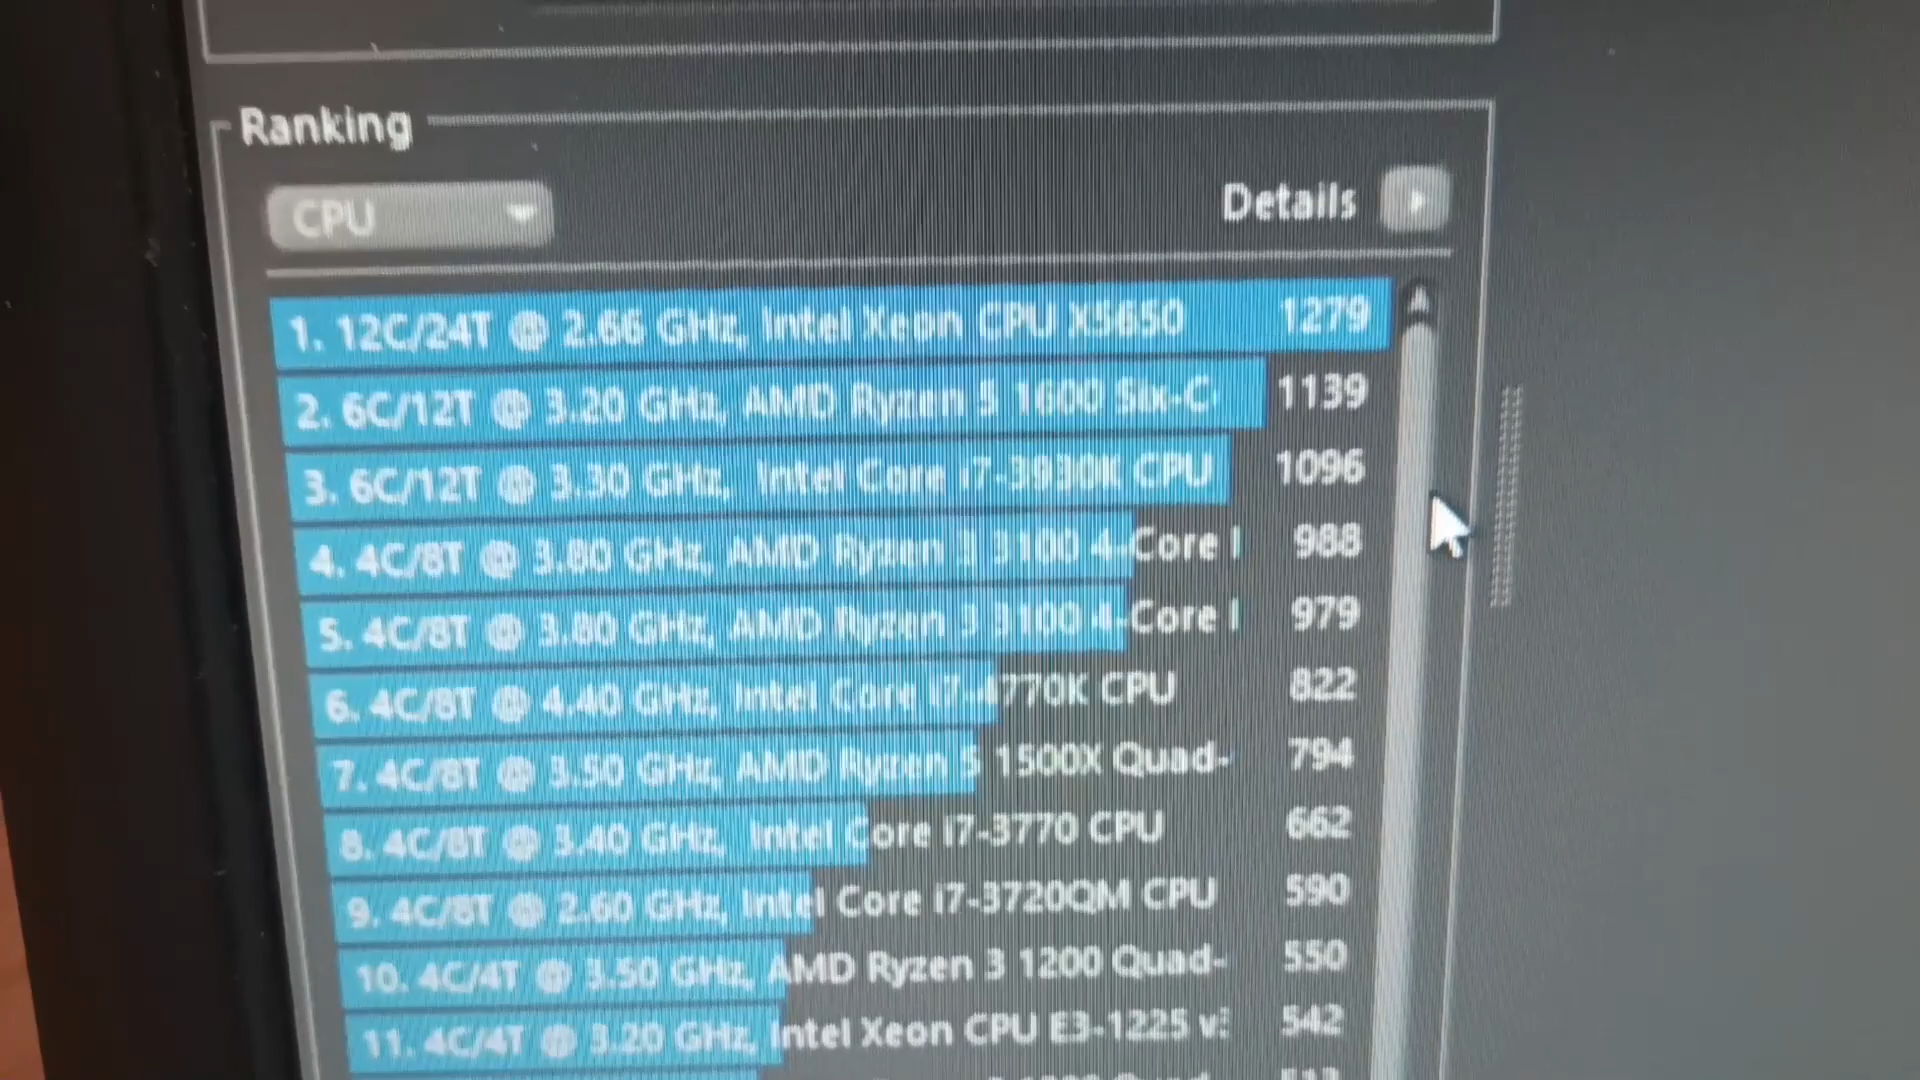 Ranking
CPU
Details
1. 12C/24T @ 2.66 GHz, Intel Xeon CPU X5650 1279
2. 6C/12T @ 3.20 GHz, AMD Ryzen 5 1600 Six-C 1139
3. 6C/12T @ 3.30 GHz, Intel Core i7-3930K CPU 1096
4. 4C/8T @ 3.80 GHz, AMD Ryzen 3 3100 4-Core 988
5. 4C/8T @ 3.80 GHz, AMD Ryzen 3 3100 4-Core 979
6. 4C/8T @ 4.40 GHz, Intel Core i7-4770K CPU 822
7. 4C/8T @ 3.50 GHz, AMD Ryzen 5 1500X Quad- 794
8. 4C/8T @ 3.40 GHz, Intel Core i7-3770 CPU 662
9. 4C/8T @ 2.60 GHz, Intel Core i7-3720QM CPU 590
10. 4C/4T @ 3.50 GHz, AMD Ryzen 3 1200 Quad- 550
11. 4C/4T @ 3.20 GHz, Intel Xeon CPU E3-1225 v3 542